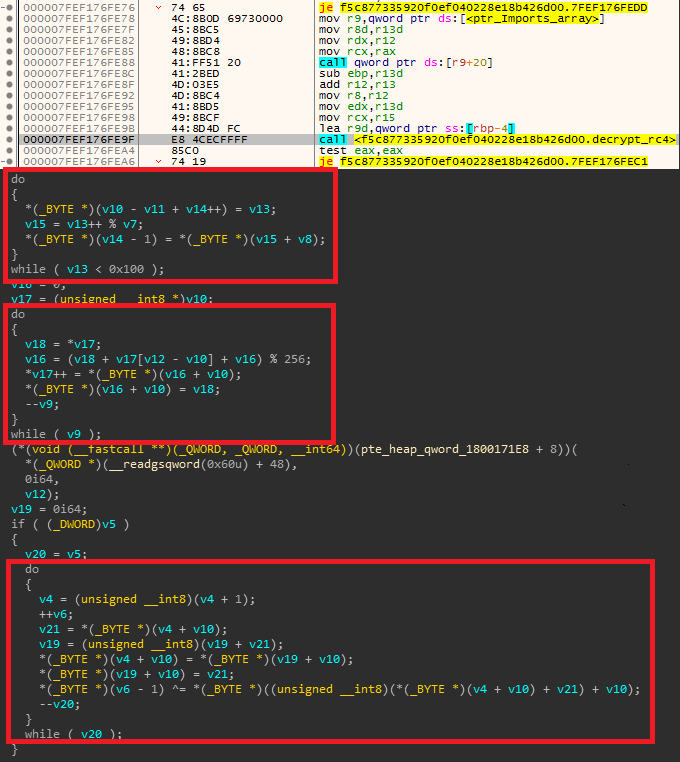 000007FEF176FE76 74 65 je f5c877335920f0ef040228e18b426d00.7FEF176FEDD
000007FEF176FE78 4C:8B0D 69730000 mov r9,qword ptr ds:[<ptr_Imports_array>]
000007FEF176FE7F 45:8BC5 mov r8d,r13d
000007FEF176FE82 49:8BD4 mov rdx,r12
000007FEF176FE85 48:8BC8 mov rcx,rax
000007FEF176FE88 41:FF51 20 call qword ptr ds:[r9+20]
000007FEF176FE8C 41:2BED sub ebp,r13d
000007FEF176FE8F 4D:03E5 add r12,r13
000007FEF176FE92 4D:8BC4 mov r8,r12
000007FEF176FE95 41:8BD5 mov edx,r13d
000007FEF176FE98 49:8BCF mov rcx,r15
000007FEF176FE9B 44:8D4D FC lea r9d,qword ptr ss:[rbp-4]
000007FEF176FE9F E8 4CECFFFF call <f5c877335920f0ef040228e18b426d00.decrypt_rc4>
000007FEF176FEA4 85C0 test eax,eax
000007FEF176FEA6 74 19 je f5c877335920f0ef040228e18b426d00.7FEF176FEC1
do
{
*(_BYTE *)(v10 - v11 + v14++) = v13;
v15 = v13++ % v7;
*(_BYTE *)(v14 - 1) = *(_BYTE *)(v15 + v8);
}
while ( v13 < 0x100 );
v16 = 0;
v17 = (unsigned __int8 *)v10;
do
{
v18 = *v17;
v16 = (v18 + v17[v12 - v10] + v16) % 256;
*v17++ = *(_BYTE *)(v16 + v10);
*(_BYTE *)(v16 + v10) = v18;
--v9;
}
while ( v9 );
(*(void (__fastcall **)(_QWORD, _QWORD, __int64))(pte_heap_qword_1800171E8 + 8))(
*(_QWORD *)(__readgsqword(0x60u) + 48),
0i64,
v12);
v19 = 0i64;
if ( (_DWORD)v5 )
{
v20 = v5;
do
{
v4 = (unsigned __int8)(v4 + 1);
++v6;
v21 = *(_BYTE *)(v4 + v10);
v19 = (unsigned __int8)(v19 + v21);
*(_BYTE *)(v4 + v10) = *(_BYTE *)(v19 + v10);
*(_BYTE *)(v19 + v10) = v21;
*(_BYTE *)(v6 - 1) ^= *(_BYTE *)((unsigned __int8)(*(_BYTE *)(v4 + v10) + v21) + v10);
--v20;
}
while ( v20 );
}